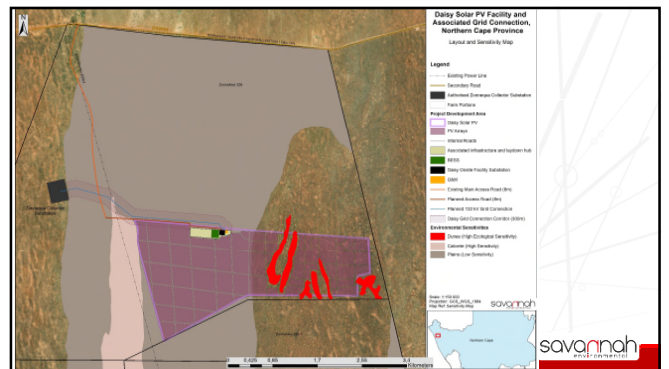 Daisy Solar PV Facility and
Associated Grid Connection,
Northern Cape Province
Layout and Sensitivity Map
Legend
Existing Power Line
Secondary Road
Authorised Zonnequa Collector Substation
Farm Portions
Project Development Area
Daisy Solar PV
PV Arrays
Internal Roads
Associated Infrastructure and laydown hub
BESS
Daisy Onsite Facility Substation
O&M
Existing Main Access Road (8m)
Planned Access Road (8m)
Planned 132kV Grid Connection
Daisy Grid Connection Corridor (300m)
Environmental Sensitivities
Dunes (High Ecological Sensitivity)
Calcrete (High Sensitivity)
Plains (Low Sensitivity)
Zonnequa Collector
Substation
N
0 0,425 0,85 1,7 2,55 3,4
Kilometers
savannah
Northern Cape
savannah
environmental